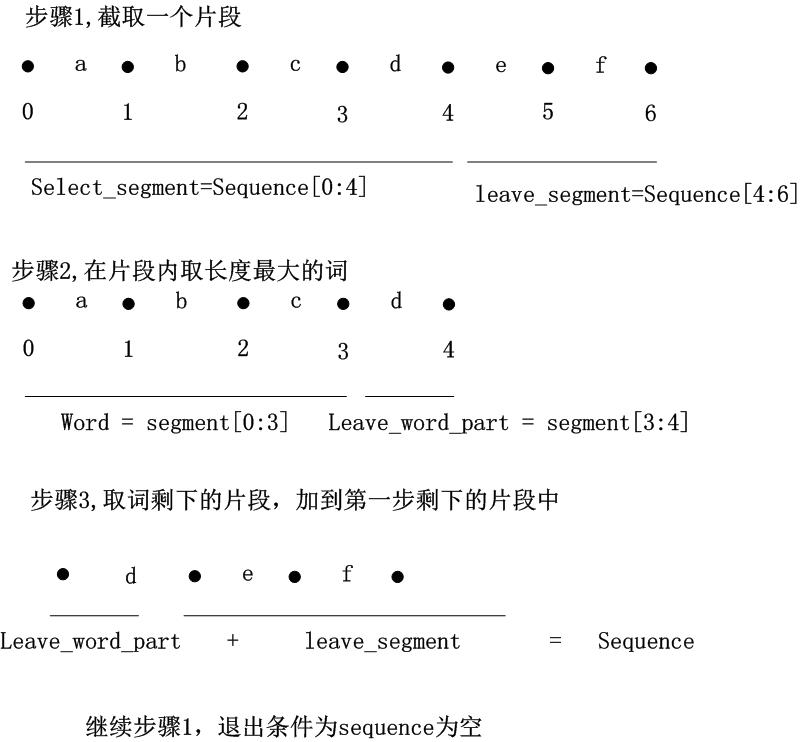 步骤1,截取一个片段
a b c d e f
0 1 2 3 4 5 6
Select_segment=Sequence[0:4] leave_segment=Sequence[4:6]
步骤2,在片段内取长度最大的词
a b c d
0 1 2 3 4
Word = segment[0:3] Leave_word_part = segment[3:4]
步骤3,取词剩下的片段，加到第一步剩下的片段中
d e f
Leave_word_part + leave_segment = Sequence
继续步骤1，退出条件为sequence为空